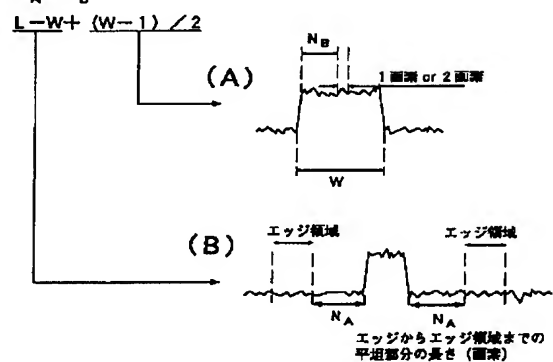 L－W＋（W－1）／2
(A)
N_B
1画素 or 2画素
W
(B)
エッジ領域
エッジ領域
N_A
N_A
エッジからエッジ領域までの
平坦部分の長さ（画素）